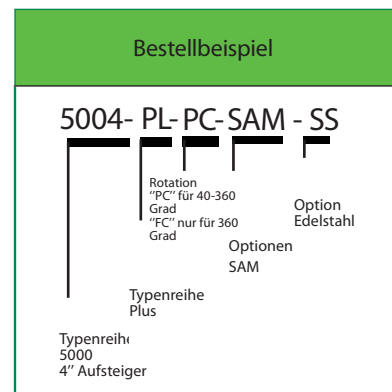 Bestellbeispiel
5004- PL- PC- SAM - SS
Rotation
"PC" für 40-360
Grad
"FC" nur für 360
Grad
Option
Edelstahl
Optionen
SAM
Typenreihe
Plus
Typenreihe
5000
4" Aufsteiger